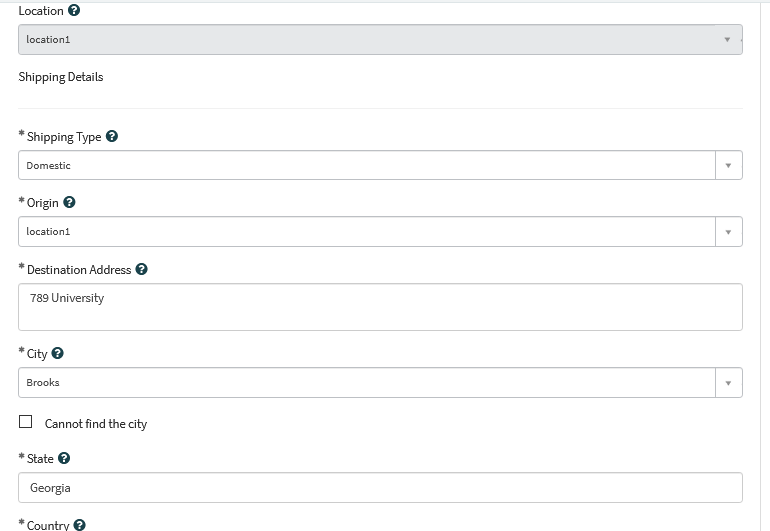 Location ?
location1
Shipping Details
* Shipping Type ?
Domestic
* Origin ?
location1
* Destination Address ?
789 University
* City ?
Brooks
Cannot find the city
* State ?
Georgia
* Country ?